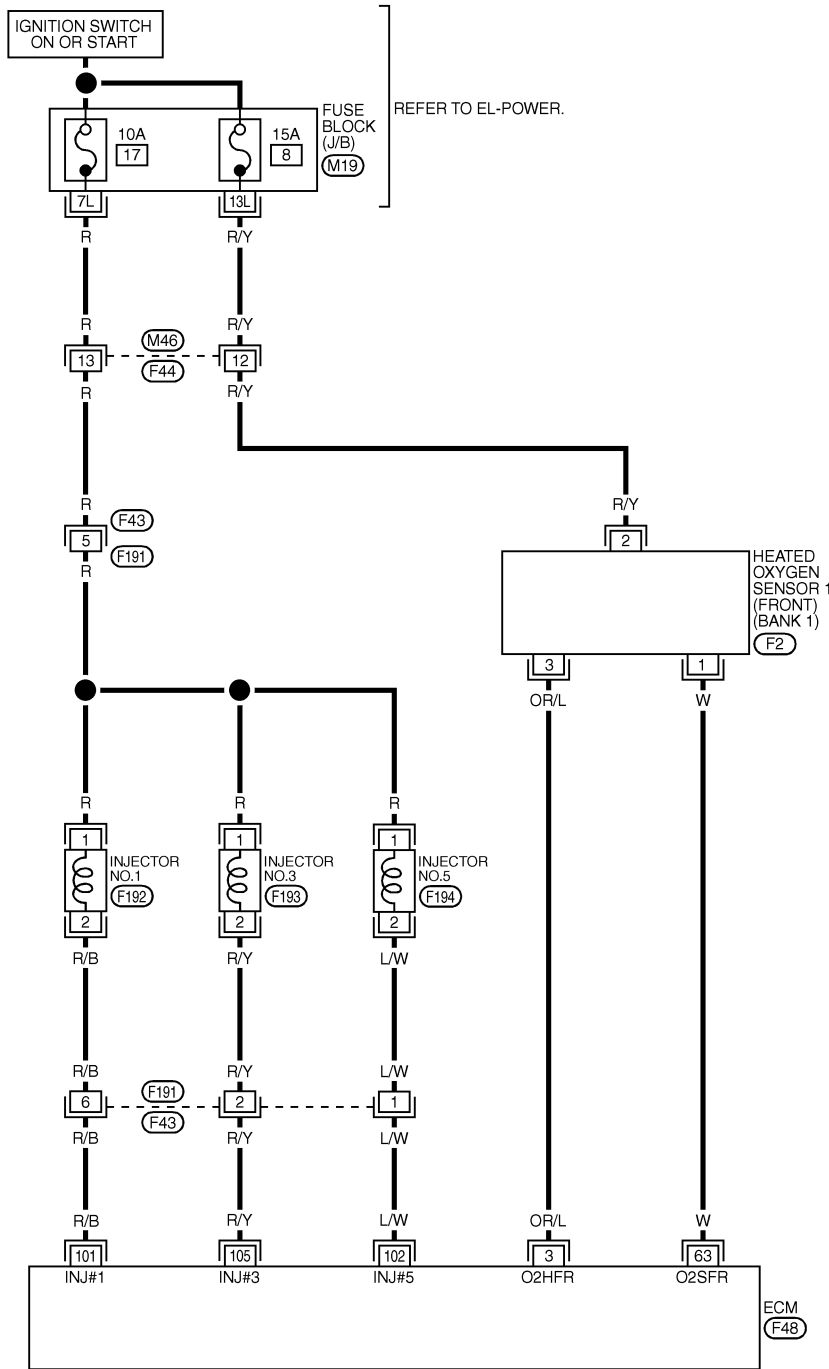 IGNITION SWITCH
ON OR START
REFER TO EL-POWER.
FUSE
BLOCK
(J/B)
M19
10A
17
15A
8
7L
13L
R
R/Y
R
R/Y
M46
13
12
F44
R
R/Y
R
F43
5
F191
R
R/Y
2
HEATED
OXYGEN
SENSOR 1
(FRONT)
(BANK 1)
F2
3
1
OR/L
W
R
R
R
1
1
1
INJECTOR
NO.1
F192
INJECTOR
NO.3
F193
INJECTOR
NO.5
F194
2
2
2
R/B
R/Y
L/W
R/B
R/Y
L/W
F191
6
2
1
F43
R/B
R/Y
L/W
R/B
R/Y
L/W
OR/L
W
101
105
102
3
63
INJ#1
INJ#3
INJ#5
O2HFR
O2SFR
ECM
F48